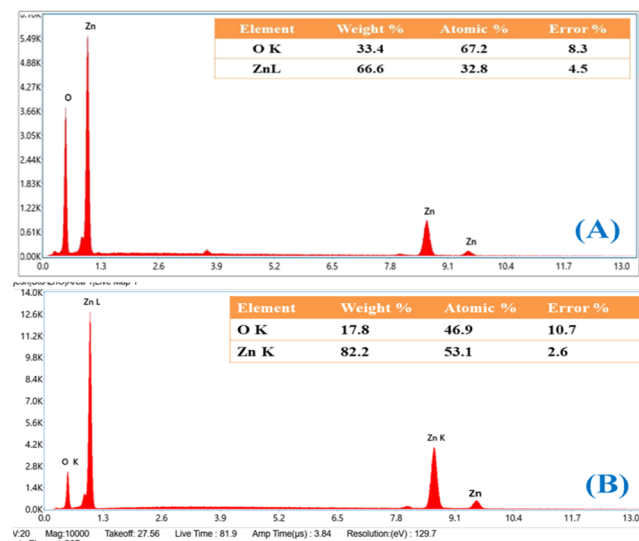 Zn
5.49K
4.88K
4.27K
3.66K
3.05K
2.44K
1.83K
1.22K
0.61K
0.00K
Element Weight % Atomic % Error %
O K 33.4 67.2 8.3
ZnL 66.6 32.8 4.5
O
Zn
Zn
(A)
0.0 1.3 2.6 3.9 5.2 6.5 7.8 9.1 10.4 11.7 13.0
14.0K
12.6K
11.2K
9.8K
8.4K
7.0K
5.6K
4.2K
2.8K
1.4K
0.0K
Zn L
Element Weight % Atomic % Error %
O K 17.8 46.9 10.7
Zn K 82.2 53.1 2.6
O K
Zn K
Zn
(B)
0.0 1.3 2.6 3.9 5.2 6.5 7.8 9.1 10.4 11.7 13.0
V:20 Mag:10000 Takeoff: 27.56 Live Time : 81.9 Amp Time(μs) : 3.84 Resolution:(eV) : 129.7